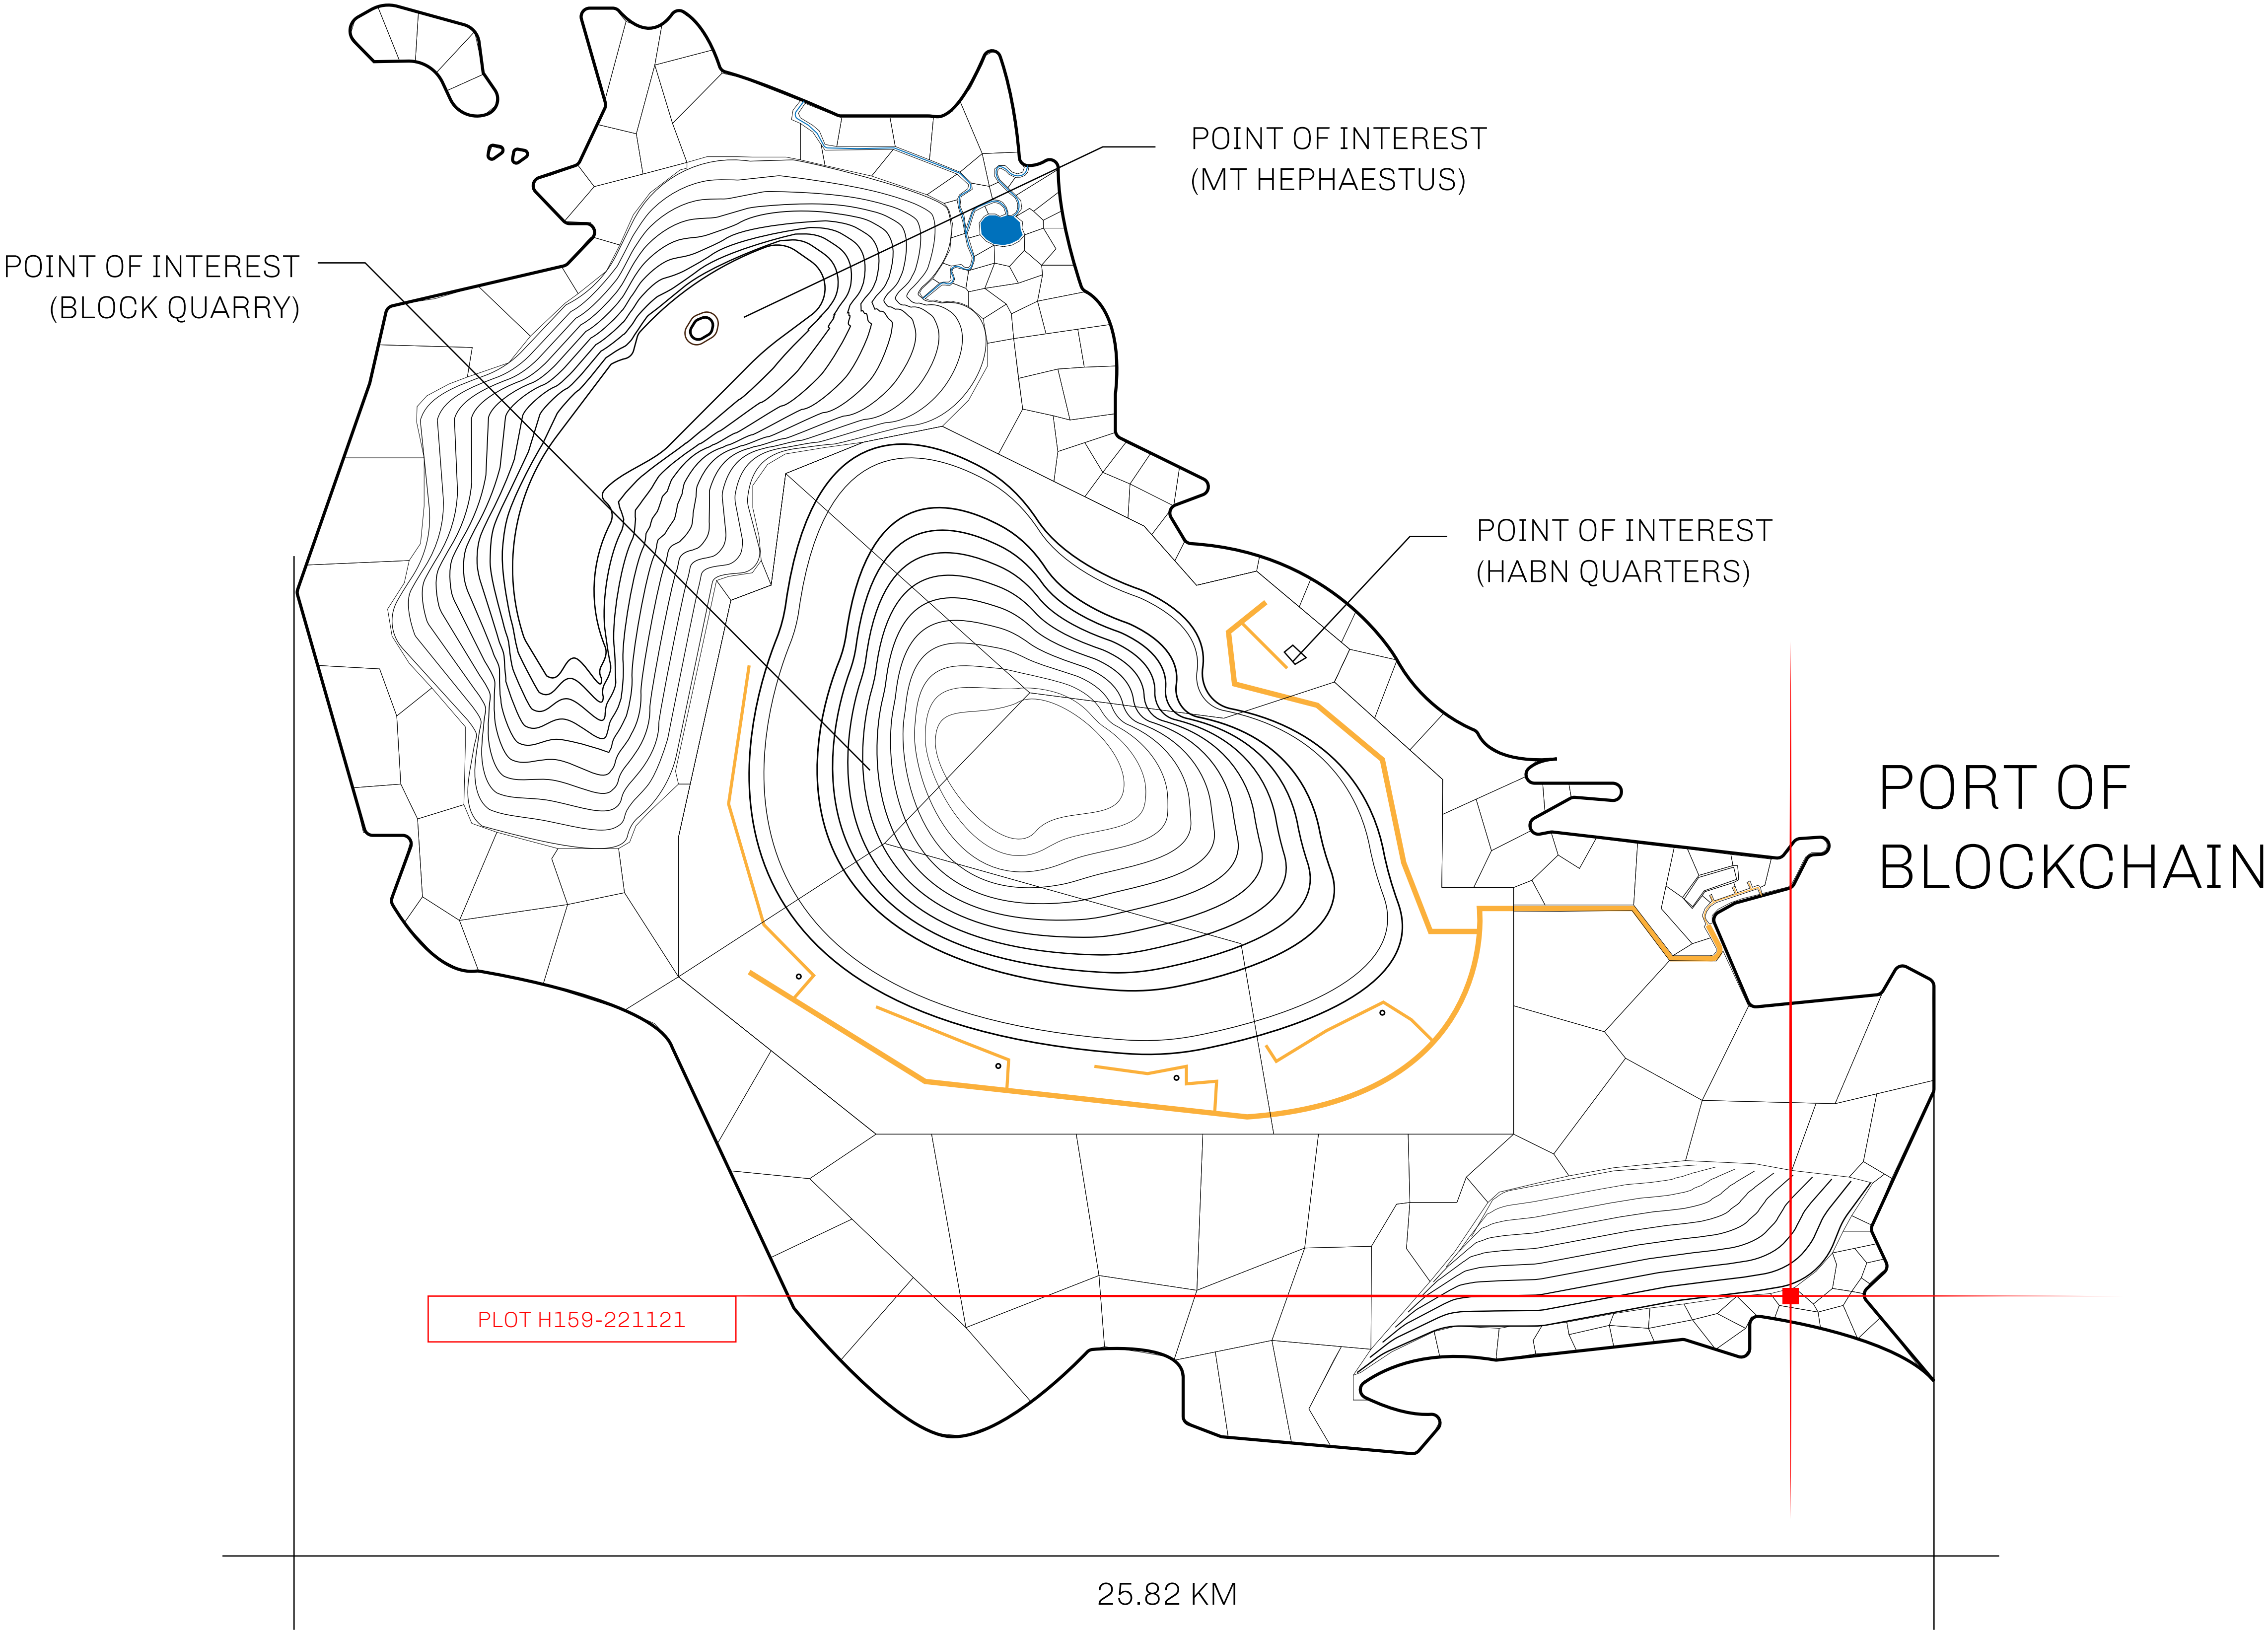 POINT OF INTEREST
(MT HEPHAESTUS)
POINT OF INTEREST
(BLOCK QUARRY)
POINT OF INTEREST
(HABN QUARTERS)
PORT OF
BLOCKCHAIN
PLOT H159-221121
25.82 KM